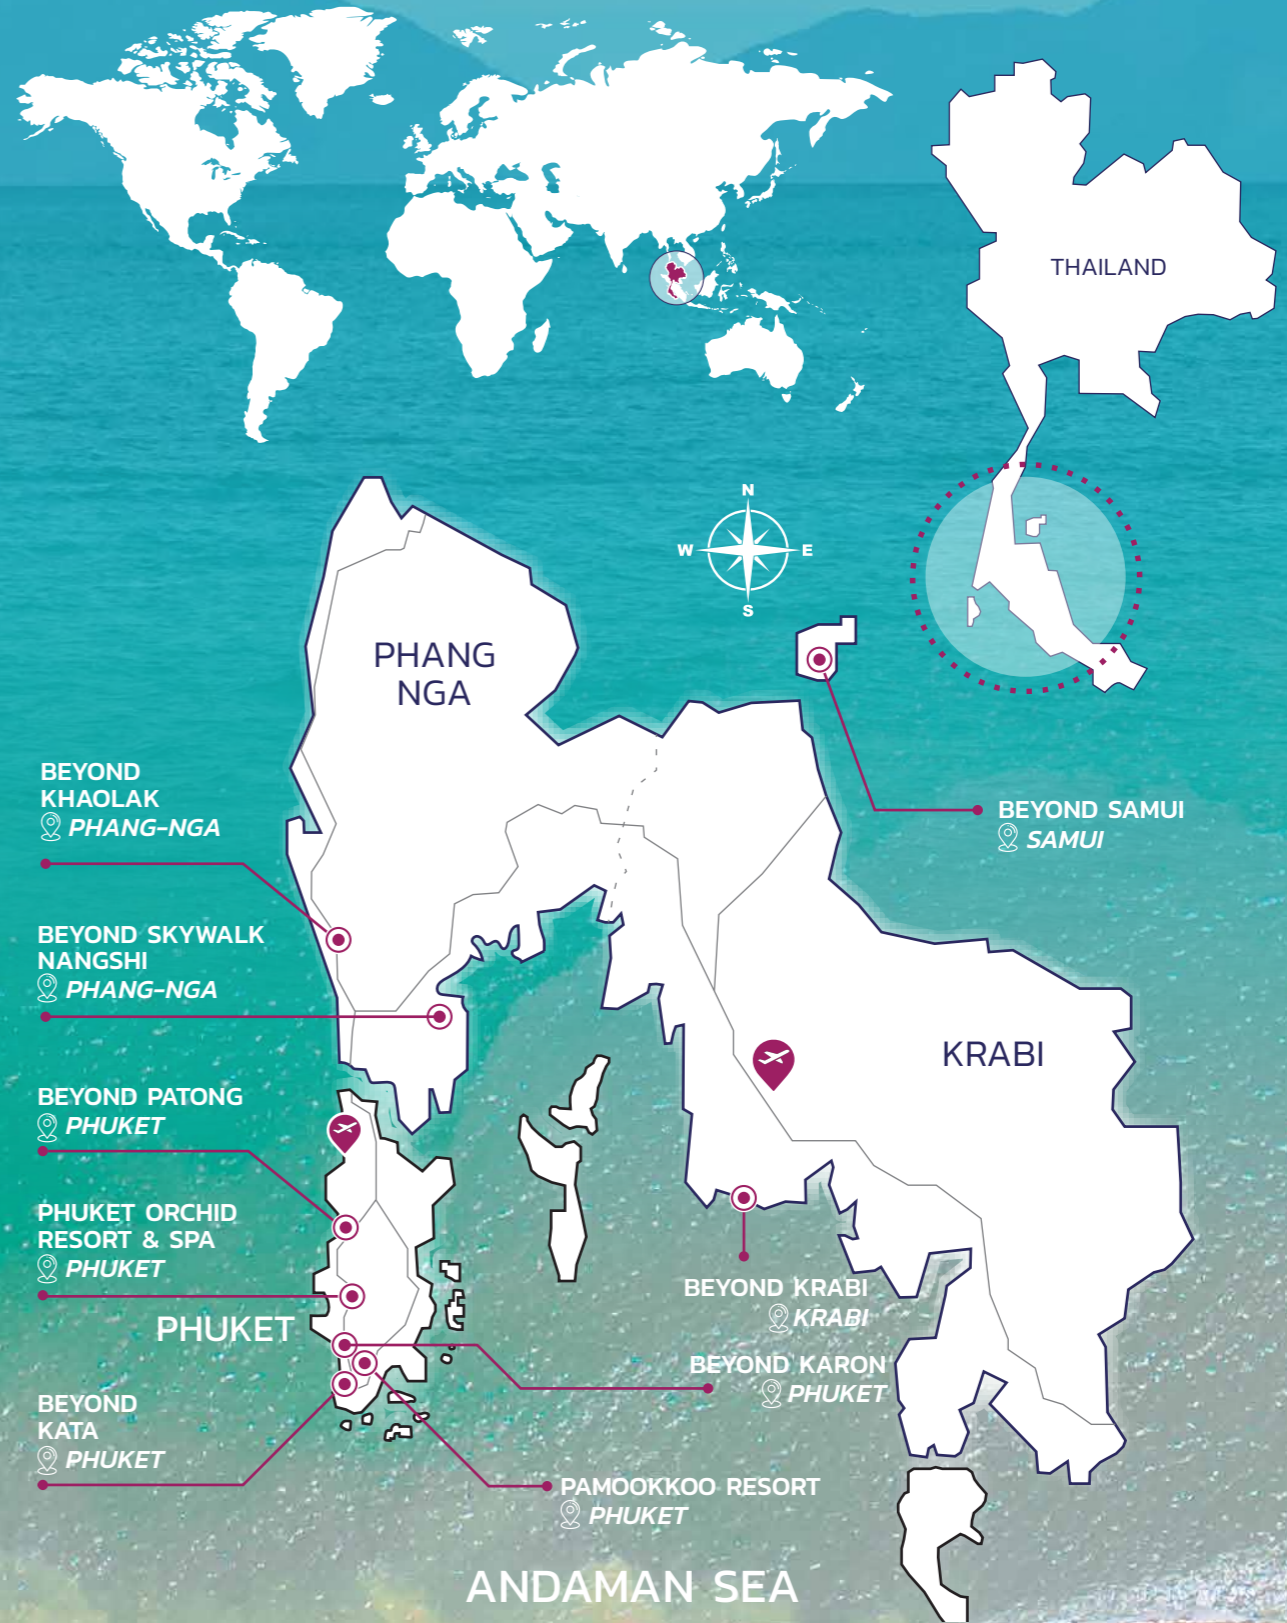 THAILAND
N
W
E
S
PHANG
NGA
BEYOND
KHAOLAK
PHANG-NGA
BEYOND SAMUI
SAMUI
BEYOND SKYWALK
NANGSHI
PHANG-NGA
KRABI
BEYOND PATONG
PHUKET
PHUKET ORCHID
RESORT & SPA
PHUKET
PHUKET
BEYOND KRABI
KRABI
BEYOND KARON
PHUKET
BEYOND
KATA
PHUKET
PAMOOKKOO RESORT
PHUKET
ANDAMAN SEA